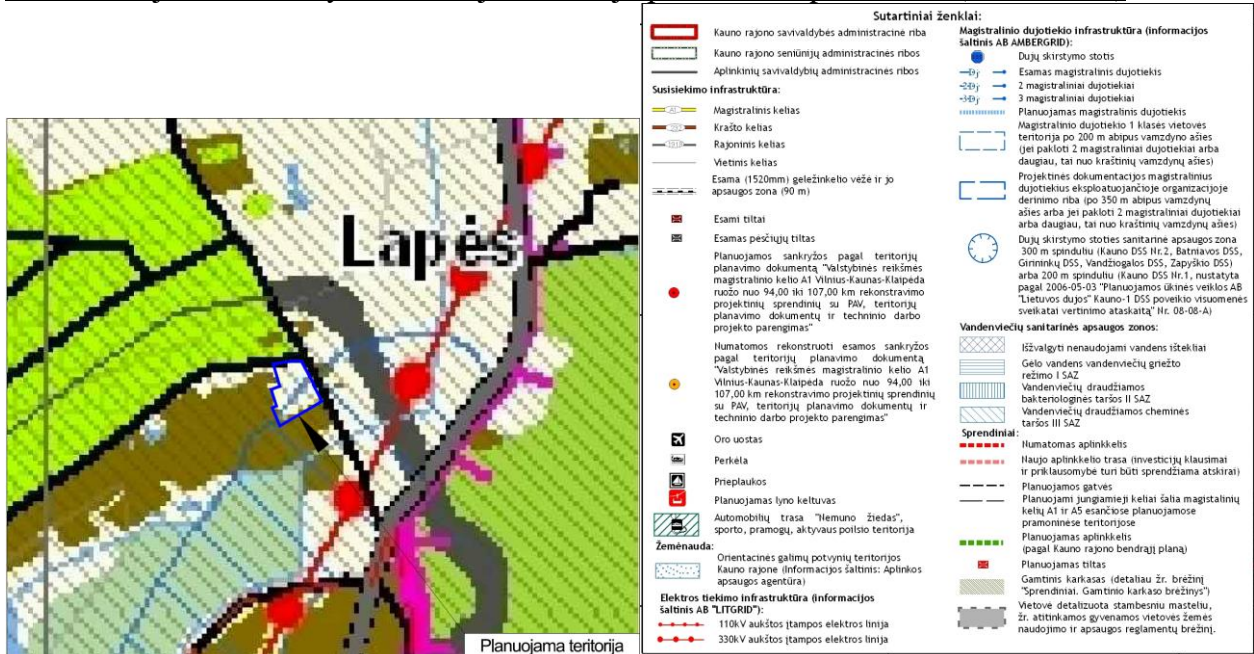 Lapės
Planuojama teritorija
Sutartiniai ženklai:
Kauno rajono savivaldybės administracinė riba
Kauno rajono seniūnijų administracinės ribos
Aplinkinių savivaldybių administracinės ribos
Susisiekimo infrastruktūra:
Magistralinis kelias
Krašto kelias
Rajoninis kelias
Vietinis kelias
Esama (1520mm) geležinkelio vėžė ir jo
apsaugos zona (90 m)
Esami tiltai
Esamas pėsčiųjų tiltas
Planuojamos sankryžos pagal teritorijų
planavimo dokumentą "Valstybinės reikšmės
magistralinio kelio A1 Vilnius-Kaunas-Klaipėda
ruožo nuo 94,00 iki 107,00 km rekonstravimo
projektinių sprendinių su PAV, teritorijų
planavimo dokumentų ir techninio darbo
projekto parengimas"
Numatomos rekonstruoti esamos sankryžos
pagal teritorijų planavimo dokumentą
"Valstybinės reikšmės magistralinio kelio A1
Vilnius-Kaunas-Klaipėda ruožo nuo 94,00 iki
107,00 km rekonstravimo projektinių sprendinių
su PAV, teritorijų planavimo dokumentų ir
techninio darbo projekto parengimas"
Oro uostas
Perkėla
Prieplaukos
Planuojamas lyno keltuvas
Automobilių trasa "Nemuno žiedas",
sporto, pramogų, aktyvaus poilsio teritorija
Žemėnauda:
Orientacinės galimų potvynių teritorijos
Kauno rajone (Informacijos šaltinis: Aplinkos
apsaugos agentūra)
Elektros tiekimo infrastruktūra (informacijos
šaltinis AB "LITGRID"):
110kV aukštos įtampos elektros linija
330kV aukštos įtampos elektros linija
Magistralinio dujotiekio infrastruktūra (informacijos
šaltinis AB AMBERGRID):
Dujų skirstymo stotis
Esamas magistralinis dujotiekis
2 magistraliniai dujotiekiai
3 magistraliniai dujotiekiai
Planuojamas magistralinis dujotekis
Magistralinio dujotiekio 1 klasės vietovės
teritorija po 200 m abipus vamzdyno ašies
(jei pakloti 2 magistraliniai dujotiekiai arba
daugiau, tai nuo kraštinių vamzdynų ašies)
Projektinės dokumentacijos magistralinius
dujotiekius eksploatuojančioje organizacijoje
derinimo riba (po 350 m abipus vamzdynų
ašies arba jei pakloti 2 magistraliniai dujotiekiai
arba daugiau, tai nuo kraštinių vamzdynų ašies)
Dujų skirstymo stoties sanitarinė apsaugos zona
300 m spinduliu (Kauno DSS Nr.2, Batniavos DSS,
Girininkų DSS, Vandžiogalos DSS, Zapyškio DSS)
arba 200 m spinduliu (Kauno DSS Nr.1, nustatyta
pagal 2006-05-03 "Planuojamos ūkinės veiklos AB
"Lietuvos dujos" Kauno-1 DSS poveikio visuomenės
sveikatai vertinimo ataskaitą" Nr. 08-08-A)
Vandenviečių sanitarinės apsaugos zonos:
Išžvalgyti nenaudojami vandens ištekliai
Gėlo vandens vandenviečių griežto
režimo I SAZ
Vandenviečių draudžiamos
bakteriologinės taršos II SAZ
Vandenviečių draudžiamos cheminės
taršos III SAZ
Sprendiniai:
Numatomas aplinkkelis
Naujo aplinkkelio trasa (investicijų klausimai
ir priklausomybė turi būti sprendžiama atskirai)
Planuojamos gatvės
Planuojami jungiamieji keliai šalia magistralinių
kelių A1 ir A5 esančiose planuojamose
pramoninėse teritorijose
Planuojamas aplinkkelis
(pagal Kauno rajono bendrąjį planą)
Planuojamas tiltas
Gamtinis karkasas (detaliau žr. brėžinį
"Sprendiniai. Gamtinio karkaso brėžinys")
Vietovė detalizuota stambesniu masteliu,
žr. atitinkamos gyvenamos vietovės žemės
naudojimo ir apsaugos reglamentų brėžinį.